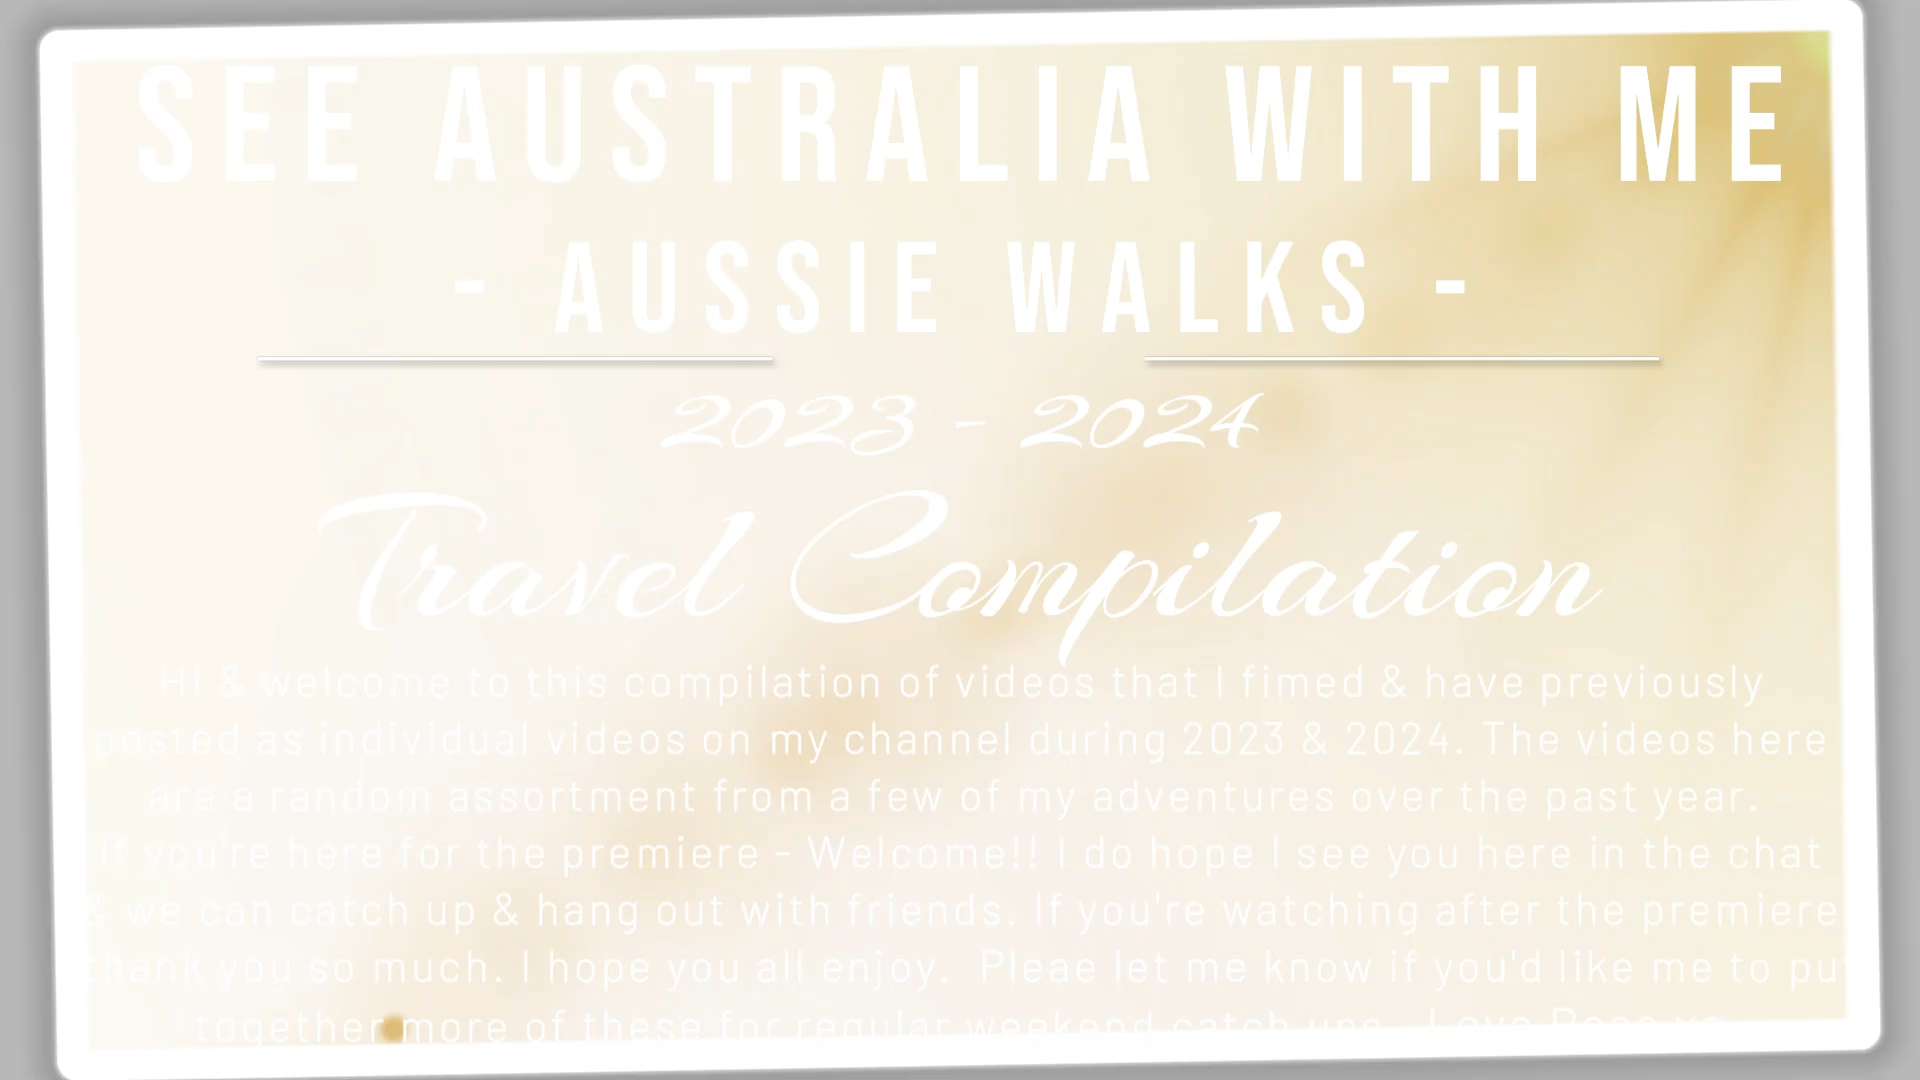 SEE AUSTRALIA WITH ME
- AUSSIE WALKS -
2023 - 2024
Travel Compilation
Hi & welcome to this compilation of videos that I fimed & have previously
posted as individual videos on my channel during 2023 & 2024. The videos here
are a random assortment from a few of my adventures over the past year.
If you're here for the premiere - Welcome!! I do hope I see you here in the chat
& we can catch up & hang out with friends. If you're watching after the premiere
thank you so much. I hope you all enjoy. Pleae let me know if you'd like me to put
together more of these for regular weekend catch ups. Love